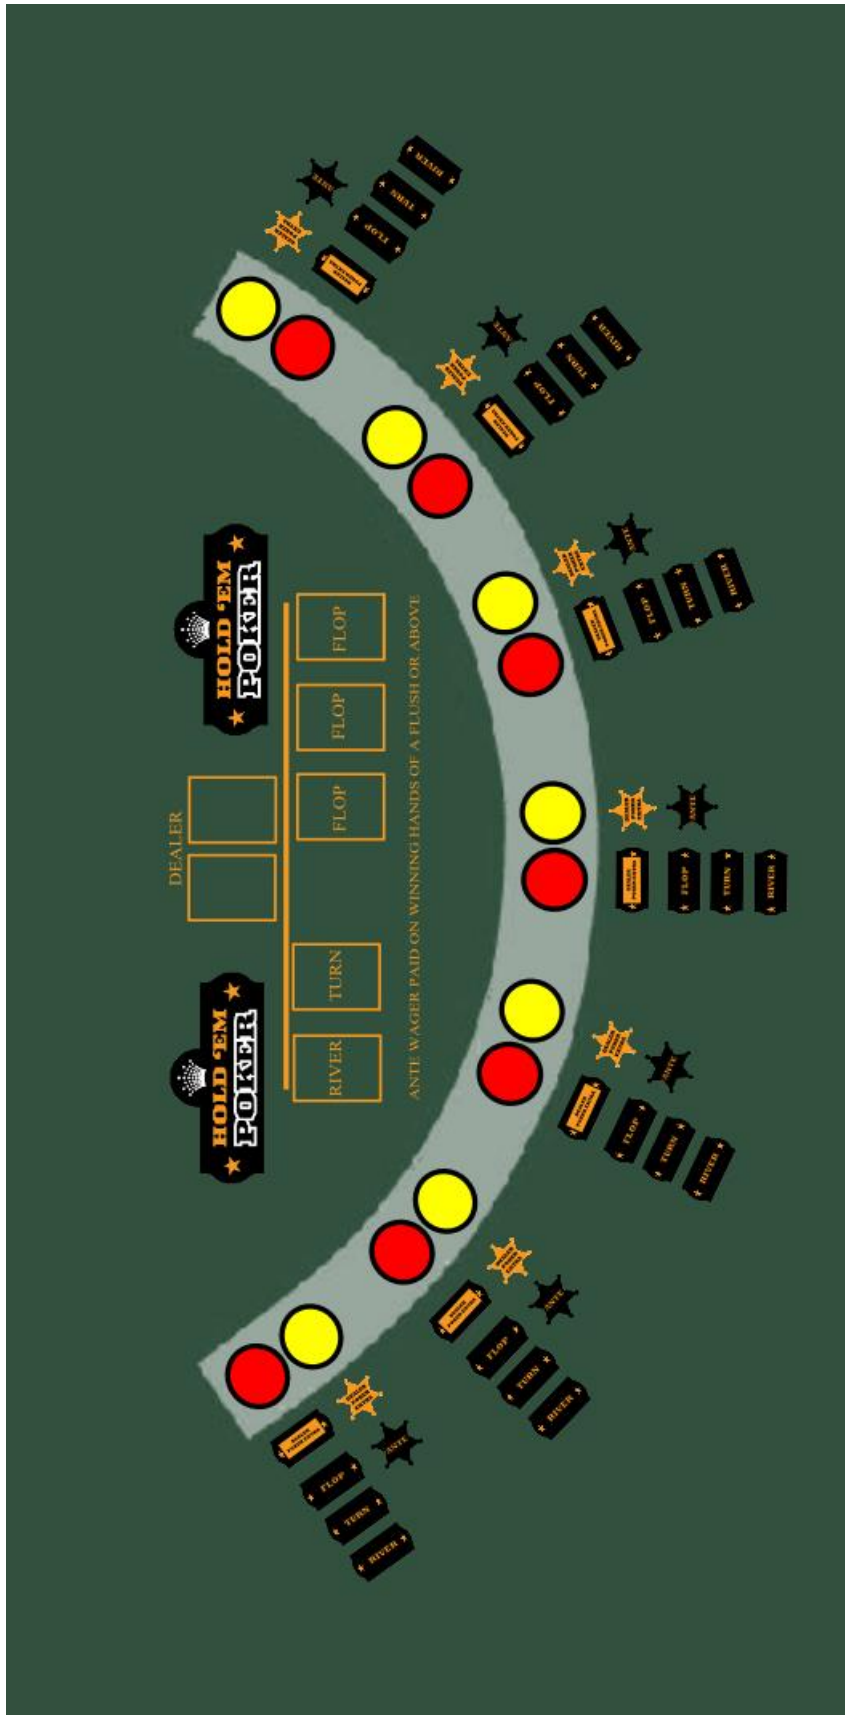 HOLD 'EM
POKER
DEALER
HOLD 'EM
POKER
RIVER
TURN
FLOP
FLOP
FLOP
ANTE WAGER PAID ON WINNING HANDS OF A FLUSH OR ABOVE
ANTE
FLOP
TURN
RIVER
ANTE
FLOP
TURN
RIVER
ANTE
FLOP
TURN
RIVER
ANTE
FLOP
TURN
RIVER
ANTE
FLOP
TURN
RIVER
ANTE
FLOP
TURN
RIVER
ANTE
FLOP
TURN
RIVER